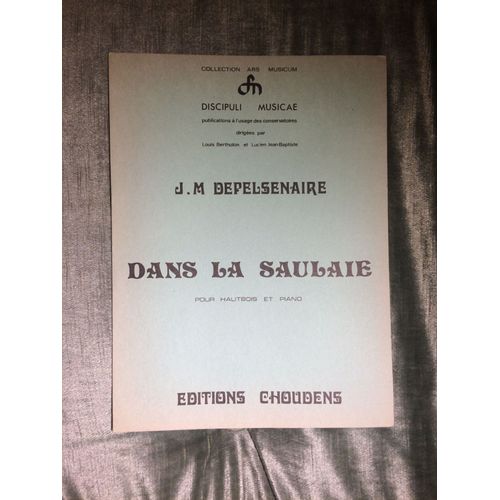 COLLECTION ARS MUSICUM
DISCIPULI MUSICAE
publications à l'usage des conservatoires
dirigées par
Louis Bertholon et Lucien Jean-Baptiste
J.M DEPELSENAIRE
DANS LA SAULAIE
POUR HAUTBOIS ET PIANO
EDITIONS CHOUDENS